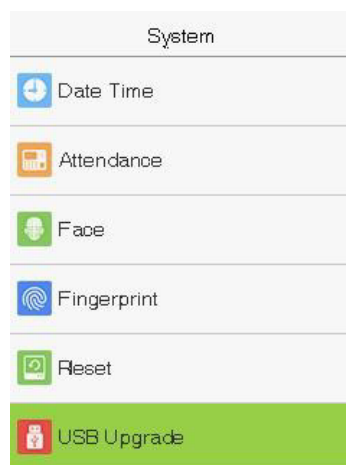 System
Date Time
Attendance
Face
Fingerprint
Reset
USB Upgrade